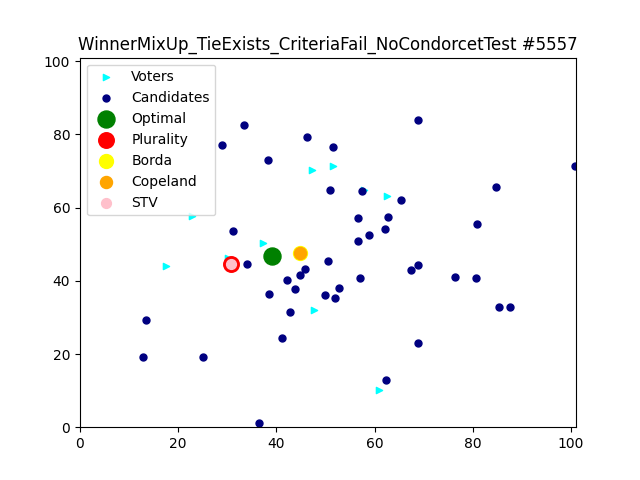 WinnerMixUp_TieExists_CriteriaFail_NoCondorcetTest #5557
100
80
60
40
20
0
Voters
Candidates
Optimal
Plurality
Borda
Copeland
STV
0 20 40 60 80 100